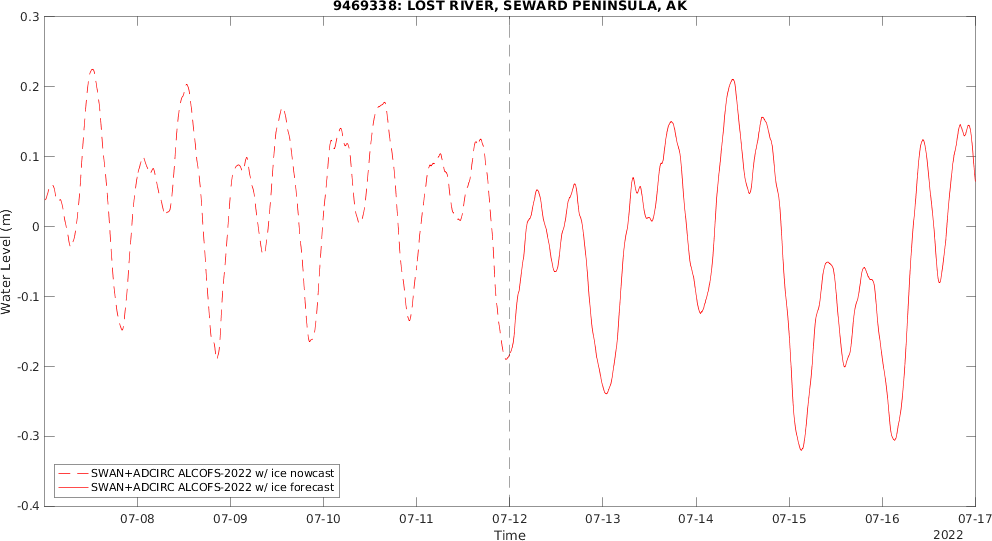 9469338: LOST RIVER, SEWARD PENINSULA, AK
0.3
0.2
0.1
0
-0.1
-0.2
-0.3
-0.4
Water Level (m)
SWAN+ADCIRC ALCOFS-2022 w/ ice nowcast
SWAN+ADCIRC ALCOFS-2022 w/ ice forecast
07-08 07-09 07-10 07-11 07-12 07-13 07-14 07-15 07-16 07-17
Time
2022